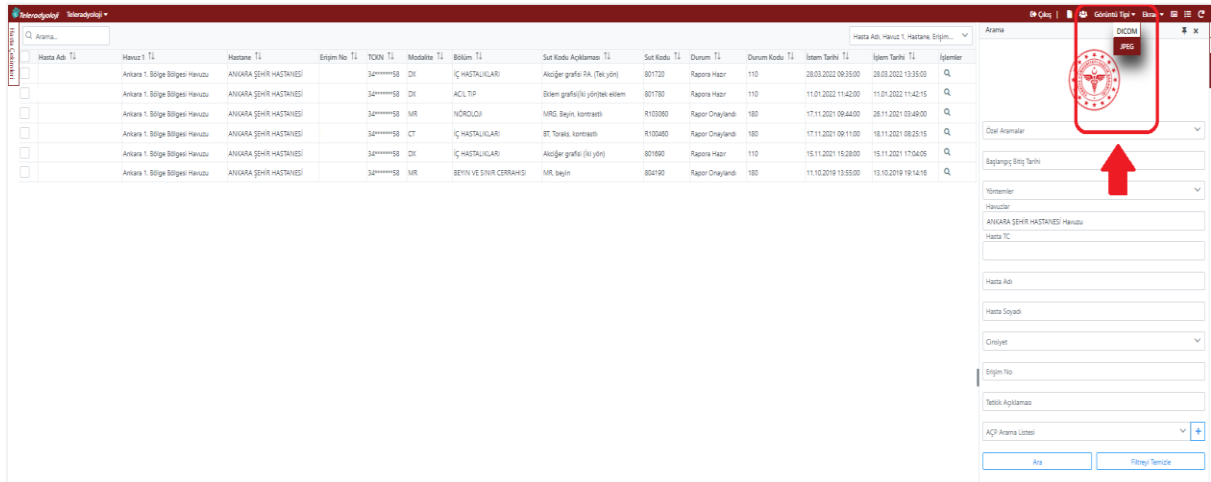 Teleradyoloji Teleradyoloji
Çıkış | Görüntü Tipi Ekran
DICOM
JPEG
Hasta Çekimleri
Arama...
Hasta Adı, Havuz 1, Hastane, Erişim...
Hasta Adı Havuz 1 Hastane Erişim No TCKN Modalite Bölüm Sut Kodu Açıklaması Sut Kodu Durum Durum Kodu İstem Tarihi İşlem Tarihi İşlemler
Ankara 1. Bölge Bölgesi Havuzu ANKARA ŞEHİR HASTANESİ 34*******58 DX İÇ HASTALIKLARI Akciğer grafisi P.A. (Tek yön) 801720 Rapora Hazır 110 28.03.2022 09:35:00 28.03.2022 13:35:03
Ankara 1. Bölge Bölgesi Havuzu ANKARA ŞEHİR HASTANESİ 34*******58 DX ACİL TIP Eklem grafisi(İki yön)tek eklem 801780 Rapora Hazır 110 11.01.2022 11:42:00 11.01.2022 11:42:15
Ankara 1. Bölge Bölgesi Havuzu ANKARA ŞEHİR HASTANESİ 34*******58 MR NÖROLOJİ MRG, Beyin, kontrastlı R103060 Rapor Onaylandı 180 17.11.2021 09:44:00 26.11.2021 03:49:00
Ankara 1. Bölge Bölgesi Havuzu ANKARA ŞEHİR HASTANESİ 34*******58 CT İÇ HASTALIKLARI BT, Toraks, kontrastlı R100460 Rapor Onaylandı 180 17.11.2021 09:11:00 18.11.2021 08:25:15
Ankara 1. Bölge Bölgesi Havuzu ANKARA ŞEHİR HASTANESİ 34*******58 DX İÇ HASTALIKLARI Akciğer grafisi (İki yön) 801690 Rapora Hazır 110 15.11.2021 15:28:00 15.11.2021 17:04:05
Ankara 1. Bölge Bölgesi Havuzu ANKARA ŞEHİR HASTANESİ 34*******58 MR BEYİN VE SİNİR CERRAHİSİ MR, beyin 804190 Rapor Onaylandı 180 11.10.2019 13:55:00 13.10.2019 19:14:16
Arama
Özel Aramalar
Başlangıç Bitiş Tarihi
Yöntemler
Havuzlar
ANKARA ŞEHİR HASTANESİ Havuzu
Hasta TC
Hasta Adı
Hasta Soyadı
Cinsiyet
Erişim No
Tetkik Açıklaması
AÇP Arama Listesi
+
Ara Filtreyi Temizle